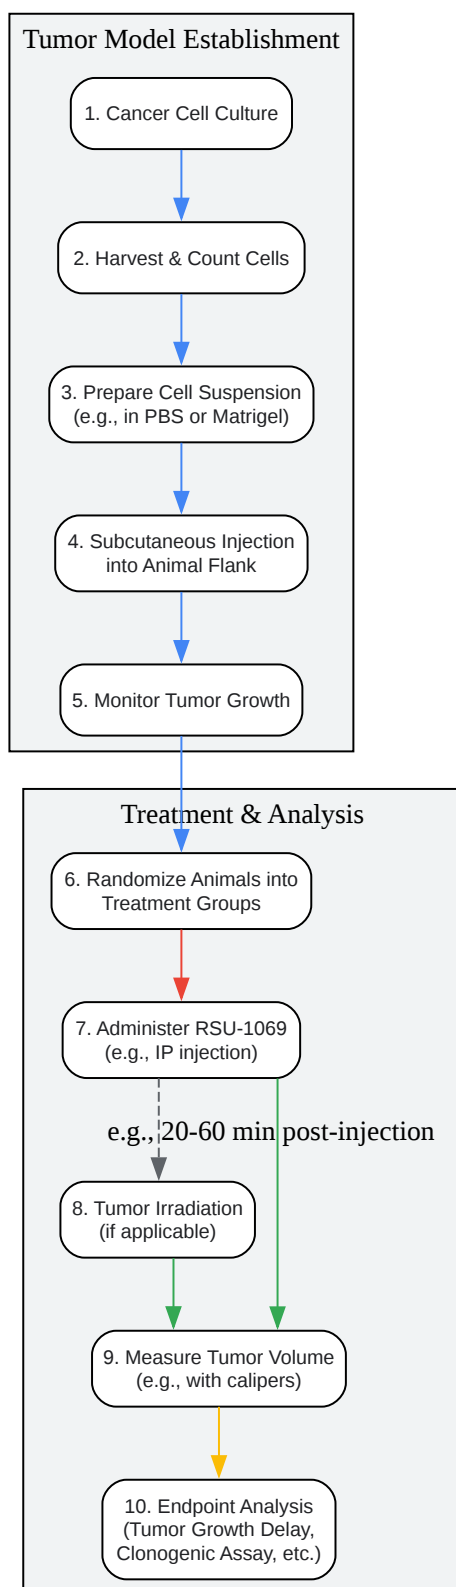 Tumor Model Establishment
1. Cancer Cell Culture
2. Harvest & Count Cells
3. Prepare Cell Suspension
(e.g., in PBS or Matrigel)
4. Subcutaneous Injection
into Animal Flank
5. Monitor Tumor Growth
Treatment & Analysis
6. Randomize Animals into
Treatment Groups
7. Administer RSU-1069
(e.g., IP injection)
e.g., 20-60 min post-injection
8. Tumor Irradiation
(if applicable)
9. Measure Tumor Volume
(e.g., with calipers)
10. Endpoint Analysis
(Tumor Growth Delay,
Clonogenic Assay, etc.)